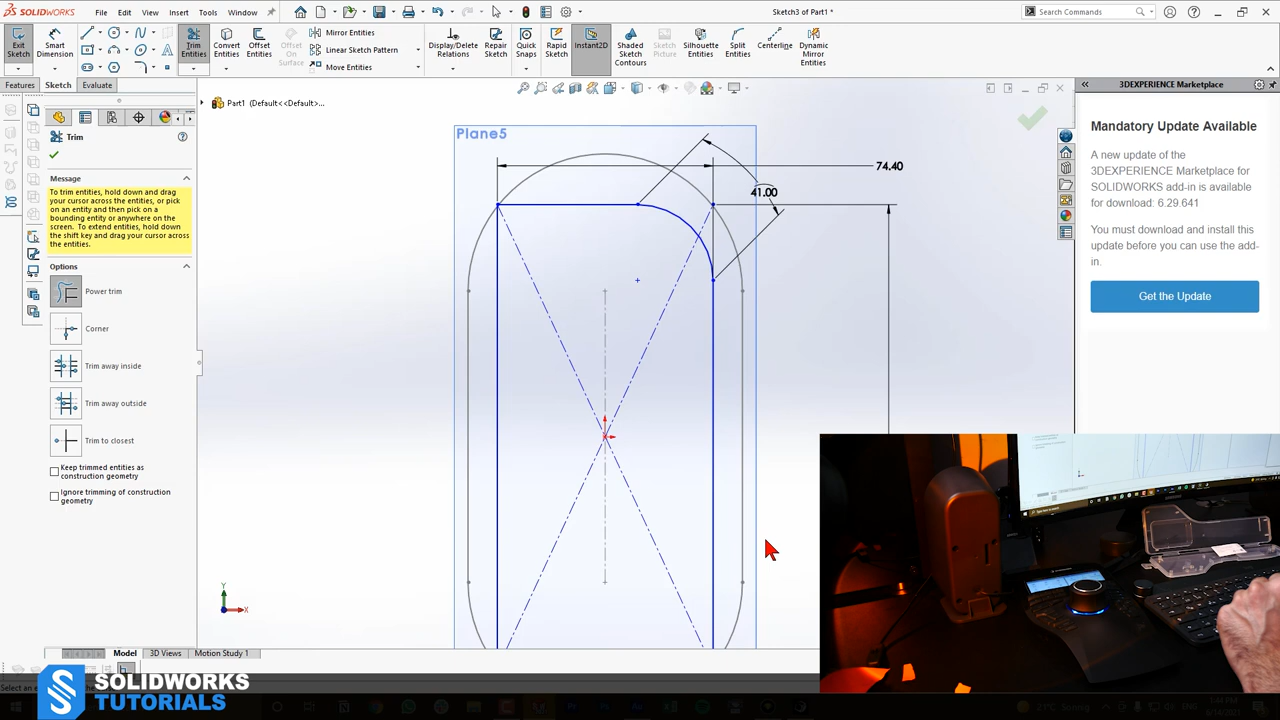 SOLIDWORKS
File
Edit
View
Insert
Tools
Window
Sketch3 of Part1 *
Search Commands
Exit
Sketch
Smart
Dimension
Trim
Entities
Convert
Entities
Offset
Entities
Offset
On
Surface
Mirror Entities
Linear Sketch Pattern
Move Entities
Display/Delete
Relations
Repair
Sketch
Quick
Snaps
Rapid
Sketch
Instant2D
Shaded
Sketch
Contours
Sketch
Picture
Silhouette
Entities
Split
Entities
Centerline
Dynamic
Mirror
Entities
Features
Sketch
Evaluate
Part1 (Default<<Default>...
Trim
Message
To trim entities, hold down and drag
your cursor across the entities, or pick
on an entity and then pick on a
bounding entity or anywhere on the
screen. To extend entities, hold down
the shift key and drag your cursor across
the entities.
Options
Power trim
Corner
Trim away inside
Trim away outside
Trim to closest
Keep trimmed entities as
construction geometry
Ignore trimming of construction
geometry
Plane5
74.40
41.00
Y
X
3DEXPERIENCE Marketplace
Mandatory Update Available
A new update of the
3DEXPERIENCE Marketplace for
SOLIDWORKS add-in is available
for download: 6.29.641
You must download and install this
update before you can use the add-
in.
Get the Update
Model
3D Views
Motion Study 1
SOLIDWORKS
TUTORIALS